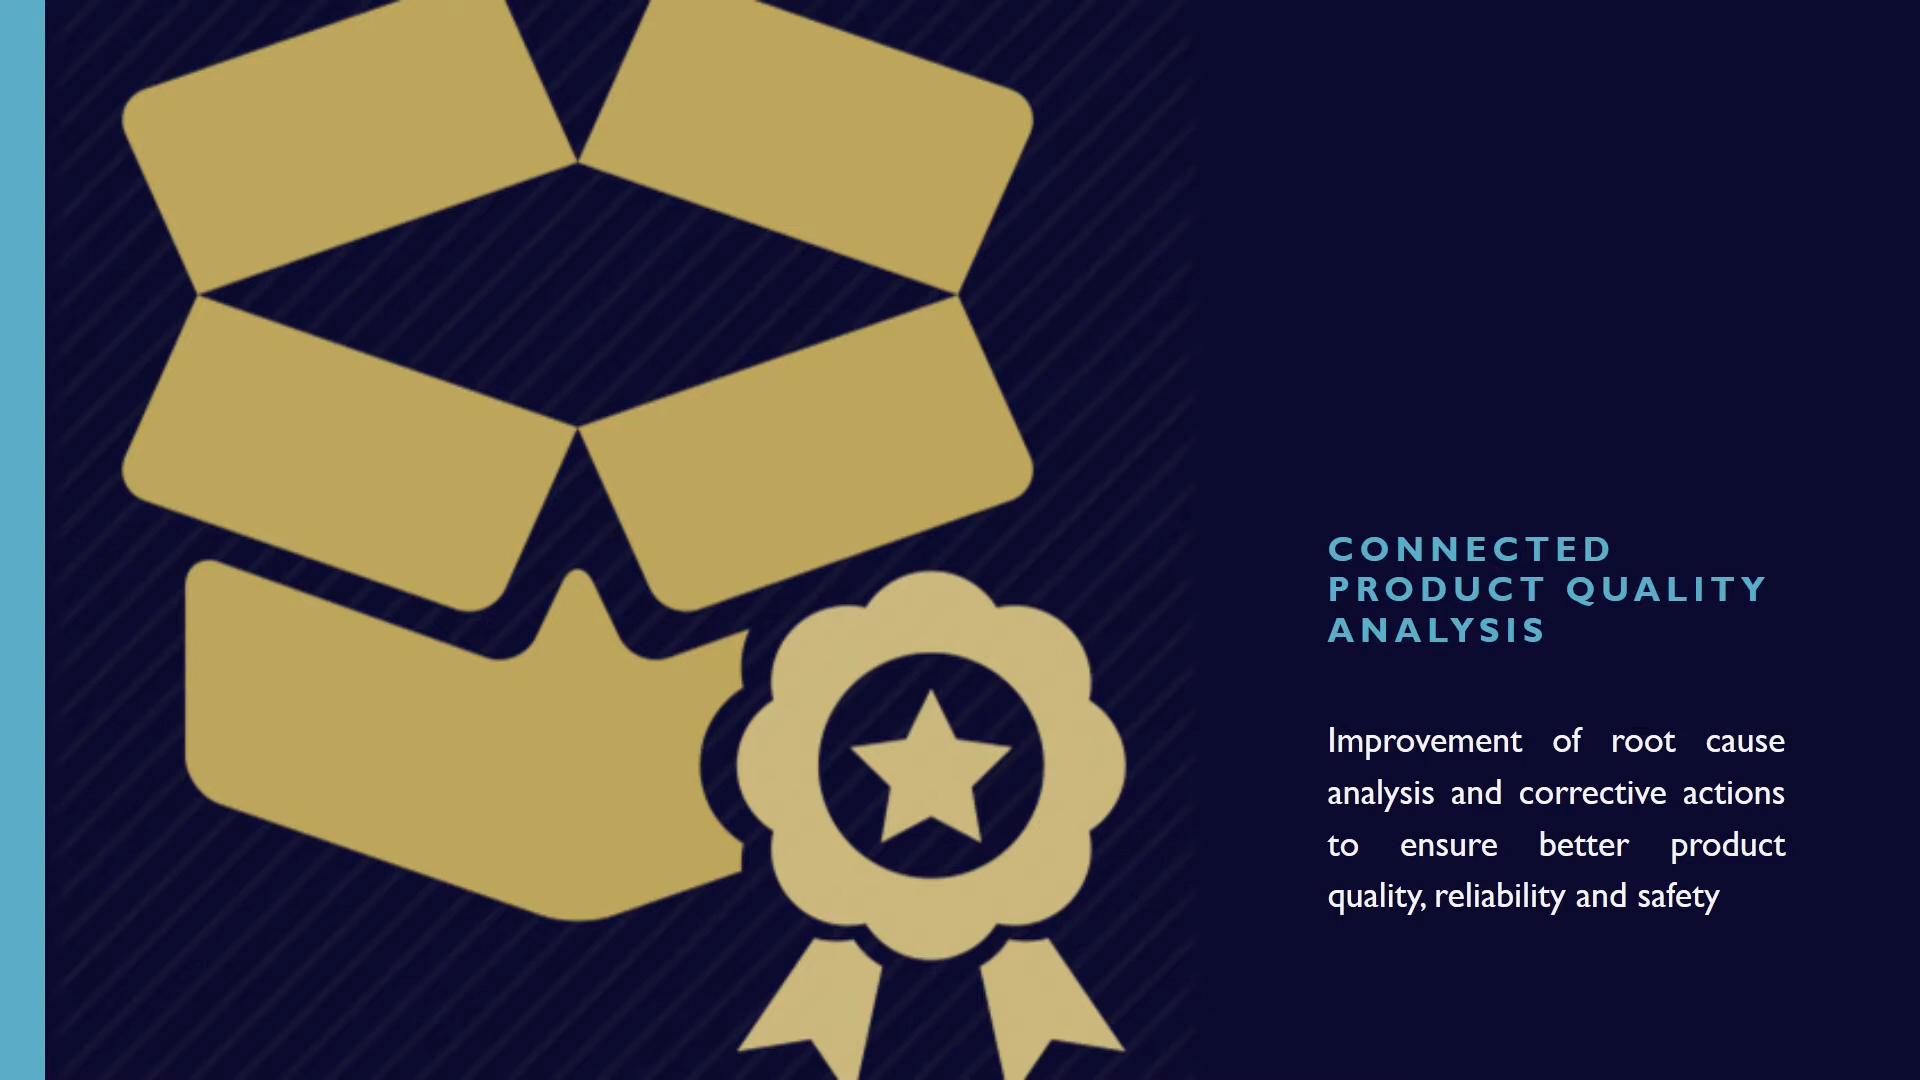 CONNECTED
PRODUCT QUALITY
ANALYSIS
Improvement of root cause
analysis and corrective actions
to ensure better product
quality, reliability and safety